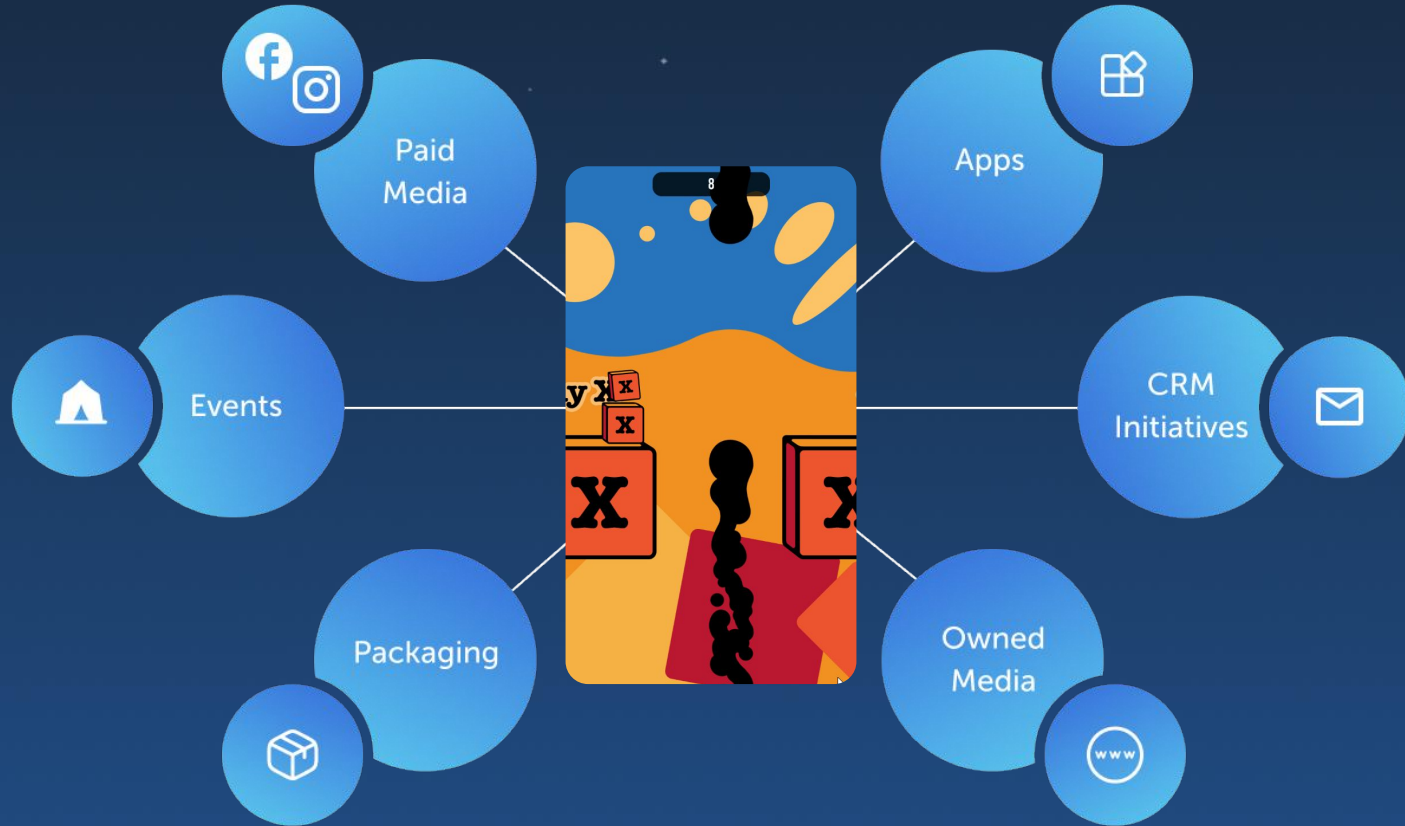 Paid
Media
Apps
8
Events
CRM
Initiatives
y X
X
X
X
X
Packaging
Owned
Media
www